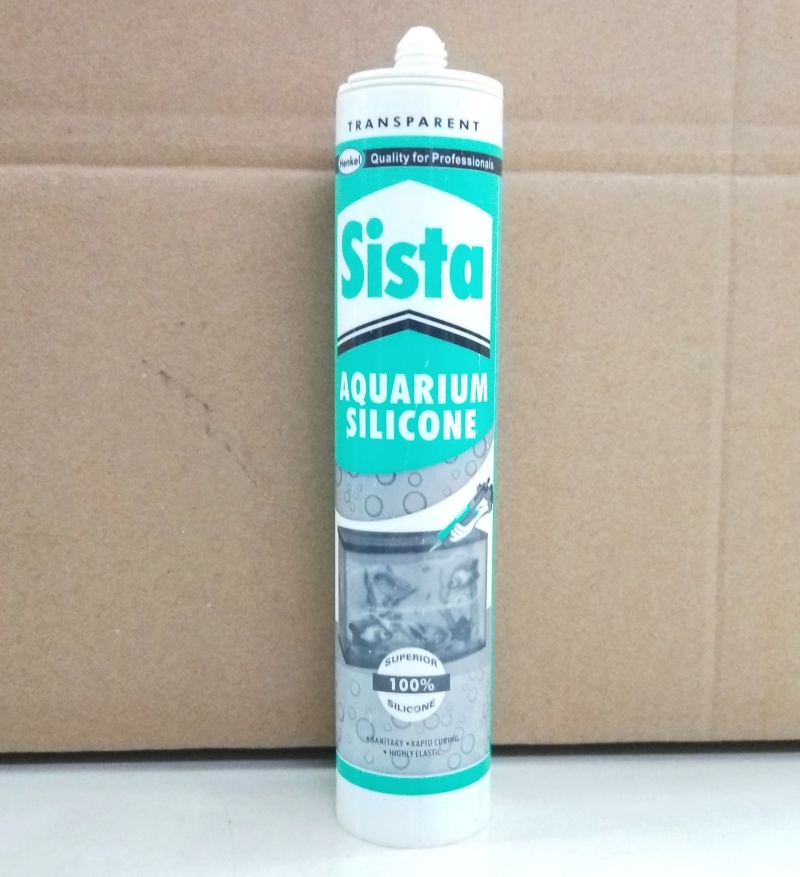 TRANSPARENT
Henkel Quality for Professionals
Sista
AQUARIUM
SILICONE
SUPERIOR
100%
SILICONE
• SANITARY • RAPID CURING
• HIGHLY ELASTIC